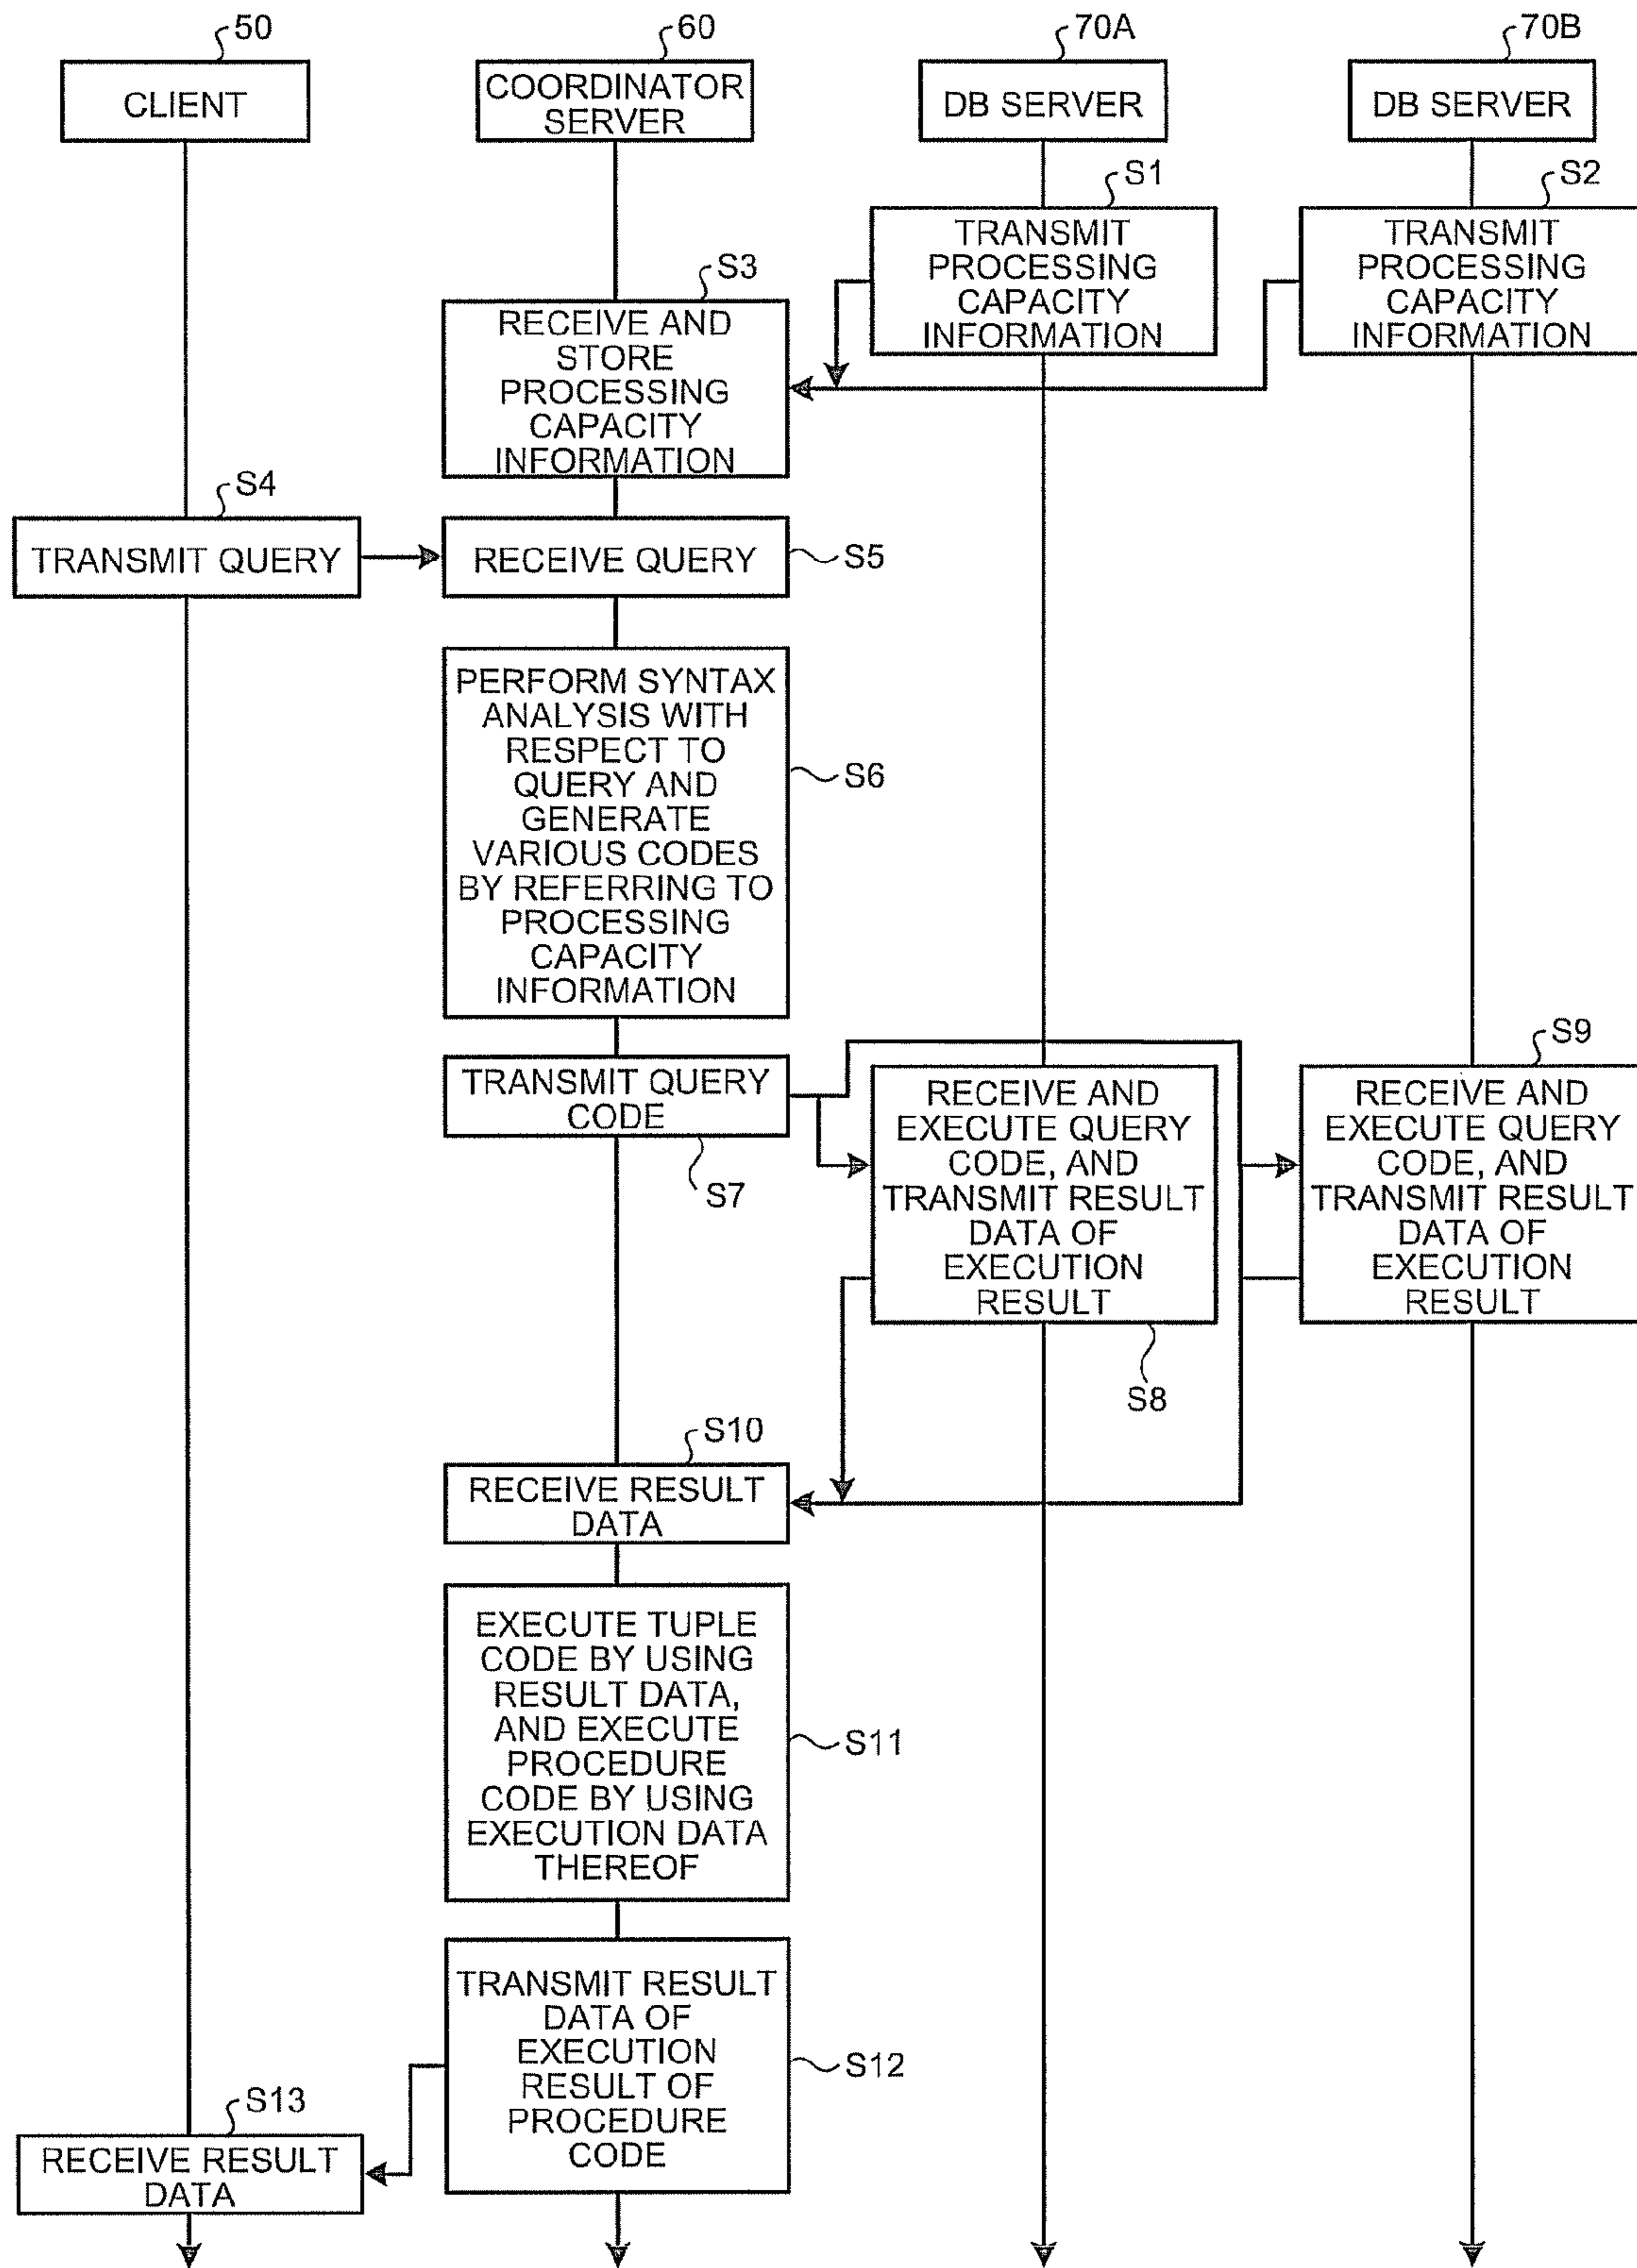 50
60
70A
70B
CLIENT
COORDINATOR
SERVER
DB SERVER
DB SERVER
S1
S2
TRANSMIT
PROCESSING
CAPACITY
INFORMATION
TRANSMIT
PROCESSING
CAPACITY
INFORMATION
S3
RECEIVE AND
STORE
PROCESSING
CAPACITY
INFORMATION
S4
TRANSMIT QUERY
RECEIVE QUERY
S5
PERFORM SYNTAX
ANALYSIS WITH
RESPECT TO
QUERY AND
GENERATE
VARIOUS CODES
BY REFERRING TO
PROCESSING
CAPACITY
INFORMATION
S6
TRANSMIT QUERY
CODE
S7
RECEIVE AND
EXECUTE QUERY
CODE, AND
TRANSMIT RESULT
DATA OF
EXECUTION
RESULT
S8
S9
RECEIVE AND
EXECUTE QUERY
CODE, AND
TRANSMIT RESULT
DATA OF
EXECUTION
RESULT
S10
RECEIVE RESULT
DATA
EXECUTE TUPLE
CODE BY USING
RESULT DATA,
AND EXECUTE
PROCEDURE
CODE BY USING
EXECUTION DATA
THEREOF
S11
TRANSMIT RESULT
DATA OF
EXECUTION
RESULT OF
PROCEDURE
CODE
S12
S13
RECEIVE RESULT
DATA